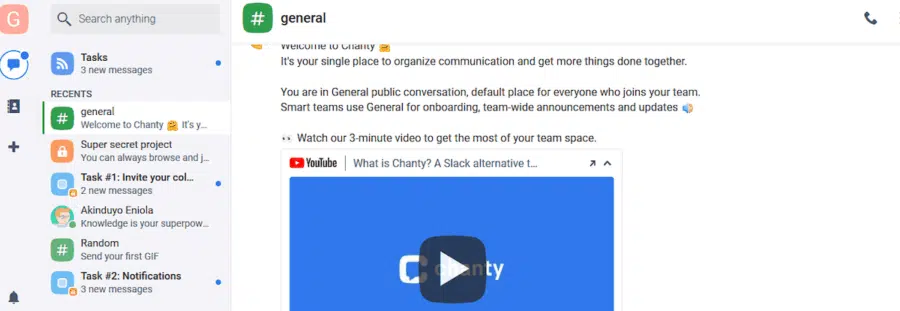 G
Search anything
Tasks
3 new messages
RECENTS
# general
Welcome to Chanty 🤗 It's y...
Super secret project
You can always browse and j...
Task #1: Invite your col...
2 new messages
Akinduyo Eniola
Knowledge is your superpow...
# Random
Send your first GIF
Task #2: Notifications
3 new messages
# general
Welcome to Chanty 🤗
It's your single place to organize communication and get more things done together.
You are in General public conversation, default place for everyone who joins your team.
Smart teams use General for onboarding, team-wide announcements and updates 📢
👀 Watch our 3-minute video to get the most of your team space.
YouTube What is Chanty? A Slack alternative t...
chanty